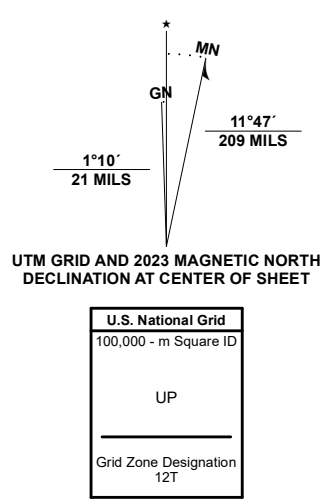 ★
MN
GN
11°47´
209 MILS
1°10´
21 MILS
UTM GRID AND 2023 MAGNETIC NORTH
DECLINATION AT CENTER OF SHEET
U.S. National Grid
100,000 - m Square ID
UP
Grid Zone Designation
12T